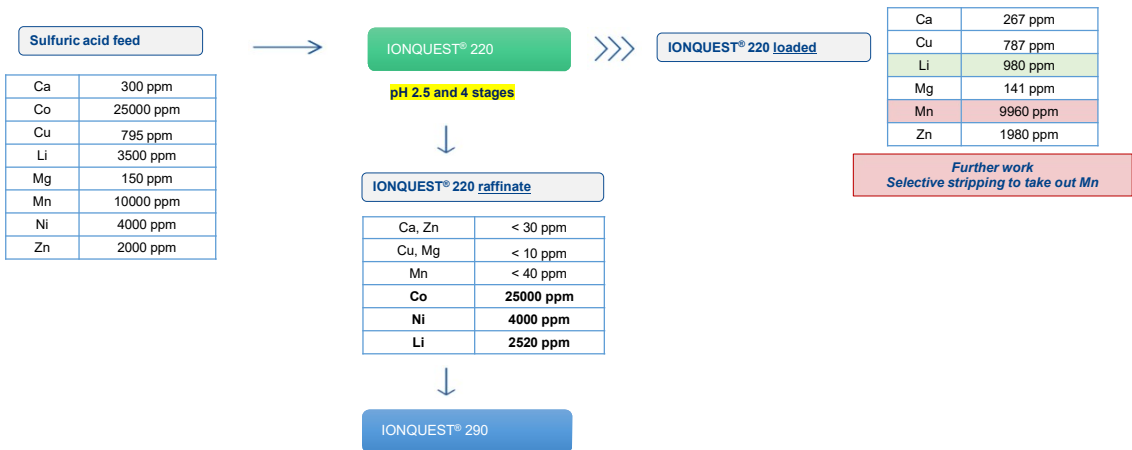 Sulfuric acid feed
IONQUEST® 220
IONQUEST® 220 loaded
pH 2.5 and 4 stages
Ca 300 ppm
Co 25000 ppm
Cu 795 ppm
Li 3500 ppm
Mg 150 ppm
Mn 10000 ppm
Ni 4000 ppm
Zn 2000 ppm
Ca 267 ppm
Cu 787 ppm
Li 980 ppm
Mg 141 ppm
Mn 9960 ppm
Zn 1980 ppm
Further work
Selective stripping to take out Mn
IONQUEST® 220 raffinate
Ca, Zn < 30 ppm
Cu, Mg < 10 ppm
Mn < 40 ppm
Co 25000 ppm
Ni 4000 ppm
Li 2520 ppm
IONQUEST® 290